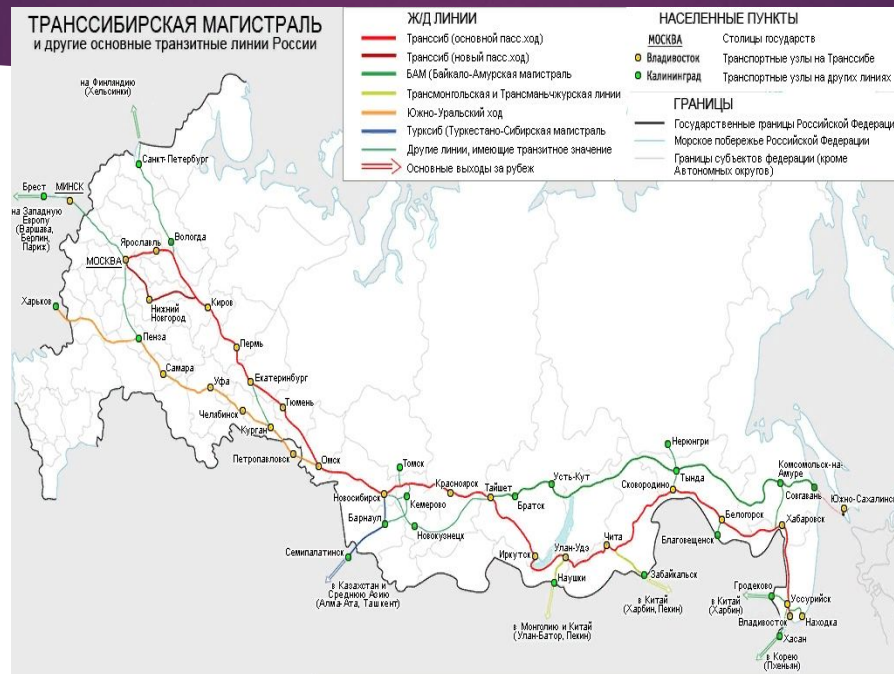 ТРАНССИБИРСКАЯ МАГИСТРАЛЬ
и другие основные транзитные линии России
Ж/Д ЛИНИИ
Транссиб (основной пасс.ход)
Транссиб (новый пасс.ход)
БАМ (Байкало-Амурская магистраль
Трансмонгольская и Трансманьчжурская линии
Южно-Уральский ход
Турксиб (Туркестано-Сибирская магистраль
Другие линии, имеющие транзитное значение
Основные выходы за рубеж
НАСЕЛЕННЫЕ ПУНКТЫ
МОСКВА Столицы государств
Владивосток Транспортные узлы на Транссибе
Калининград Транспортные узлы на других линиях
ГРАНИЦЫ
Государственные границы Российской Федераци
Морское побережье Российской Федерации
Границы субъектов федерации (кроме
Автономных округов)
на Финляндию
(Хельсинки)
Санкт-Петербург
Брест
МИНСК
на Западную
Европу
(Варшава,
Берлин,
Париж)
Ярославль
Вологда
МОСКВА
Харьков
Нижний
Новгород
Киров
Пенза
Пермь
Самара
Уфа
Екатеринбург
Челябинск
Тюмень
Курган
Петропавловск
Омск
Томск
Новосибирск
Кемерово
Барнаул
Новокузнецк
Семипалатинск
в Казахстан и
Среднюю Азию
(Алма-Ата, Ташкент)
Красноярск
Тайшет
Братск
Усть-Кут
Иркутск
Улан-Удэ
Чита
Наушки
Забайкальск
в Монголию и Китай
(Улан-Батор, Пекин)
в Китай
(Харбин, Пекин)
Нерюнгри
Тында
Сковородино
Комсомольск-на-
Амуре
Совгавань
Южно-Сахалинск
Белогорск
Благовещенск
Хабаровск
Гродеково
в Китай
(Харбин)
Уссурийск
Владивосток
Находка
Хасан
в Корею
(Пхеньян)